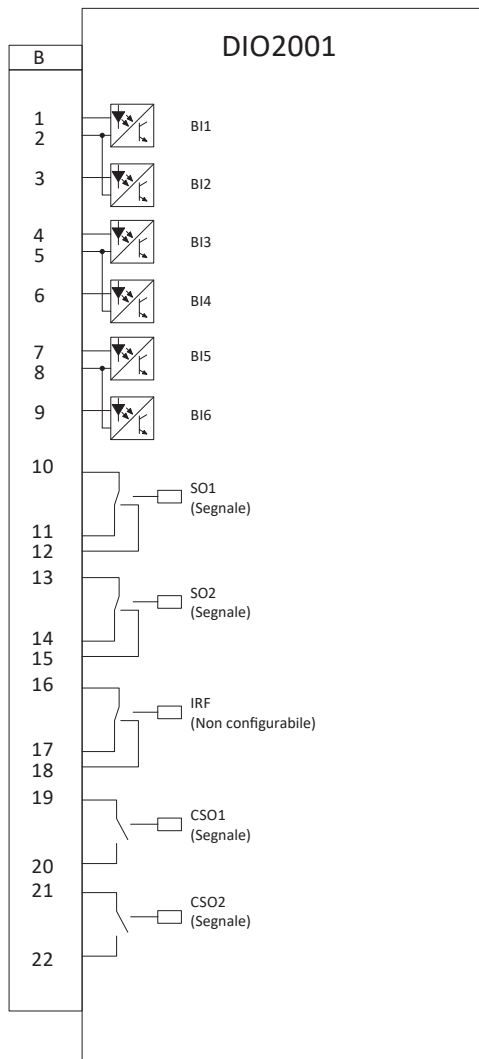 DIO2001
B
1
BI1
2
3
BI2
4
BI3
5
6
BI4
7
BI5
8
9
BI6
10
SO1
(Segnale)
11
12
13
SO2
(Segnale)
14
15
16
IRF
(Non configurabile)
17
18
19
CSO1
(Segnale)
20
21
CSO2
(Segnale)
22